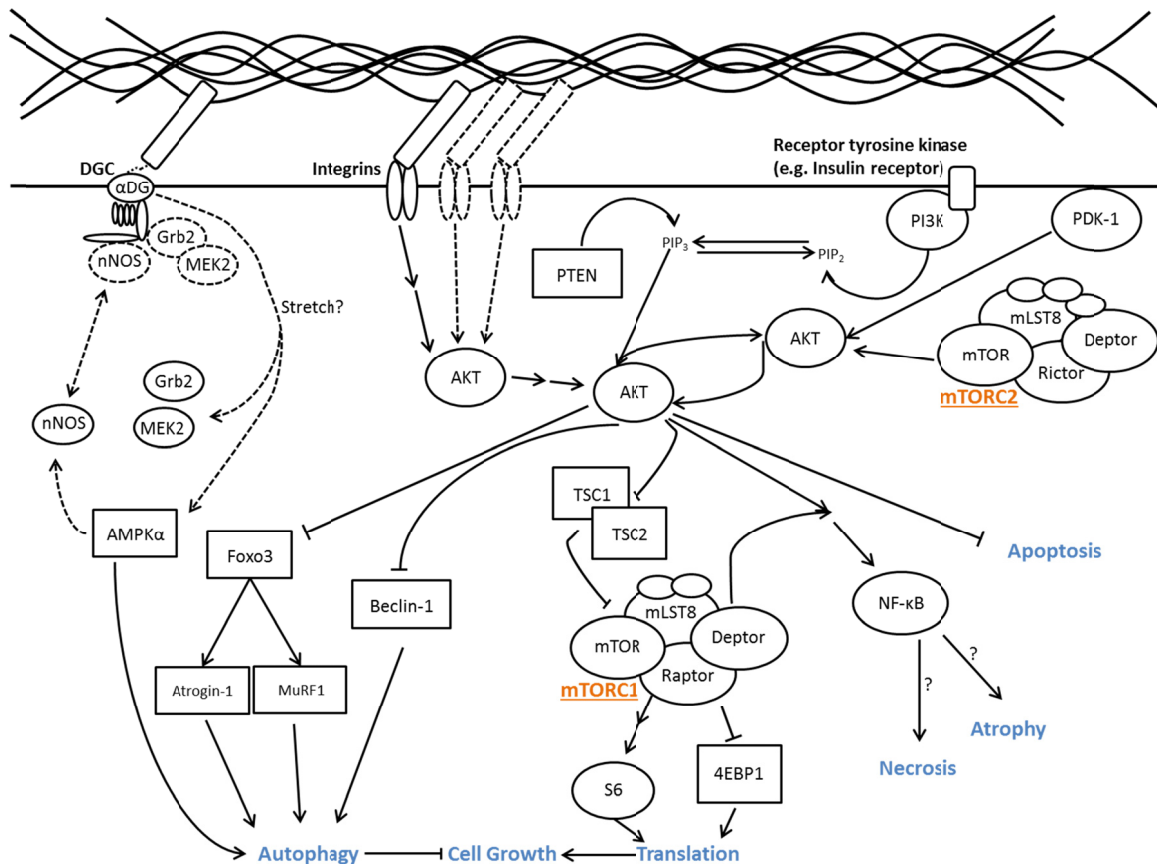 Receptor tyrosine kinase
(e.g. Insulin receptor)
DGC
Integrins
αDG
PI3K
PDK-1
Grb2
nNOS
MEK2
PIP3
PIP2
PTEN
Stretch?
mLST8
Deptor
mTOR
Rictor
mTORC2
AKT
AKT
AKT
Grb2
nNOS
MEK2
TSC1
TSC2
AMPKα
Foxo3
Apoptosis
Beclin-1
NF-κB
mLST8
Deptor
mTOR
Raptor
mTORC1
Atrogin-1
MuRF1
?
?
Atrophy
Necrosis
S6
4EBP1
Autophagy
Cell Growth
Translation